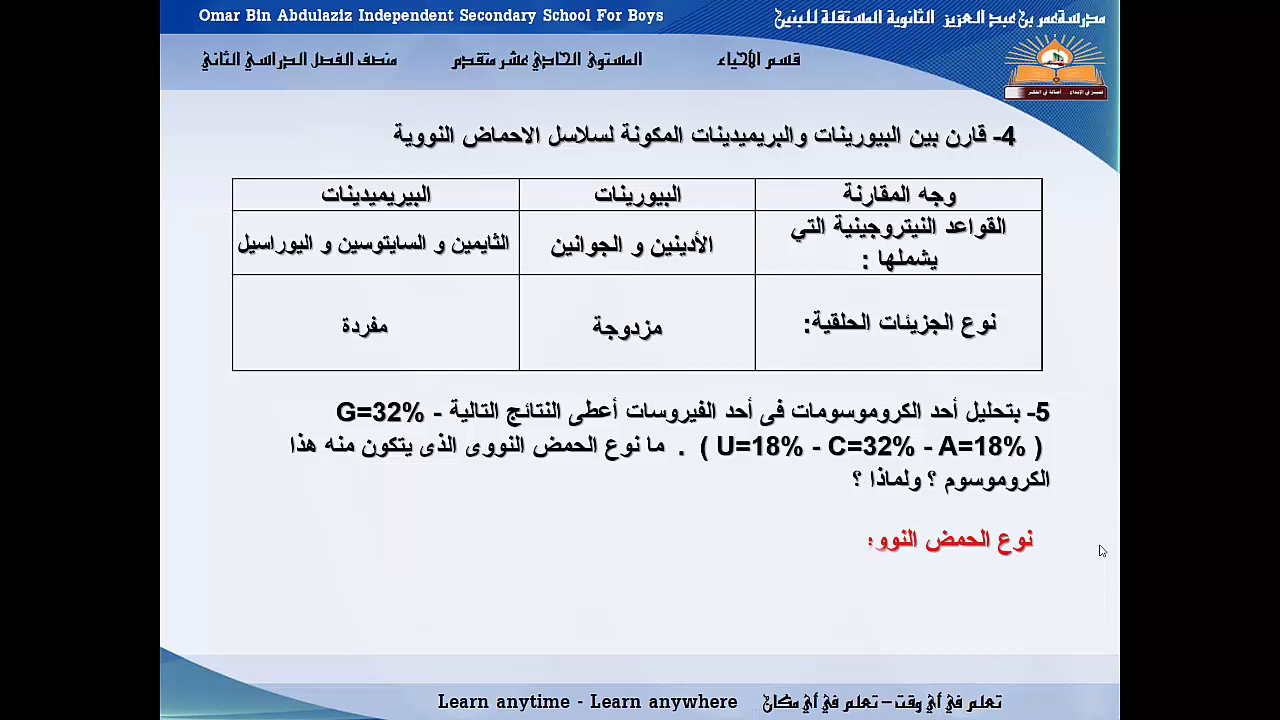 Omar Bin Abdulaziz Independent Secondary School For Boys
مدرسة عمر بن عبد العزيز الثانوية المستقلة للبنين
قسم الأحياء
المستوى الحادي عشر متقدم
منصف الفصل الدراسي الثاني
4- قارن بين البيورينات والبريميدينات المكونة لسلاسل الاحماض النووية
وجه المقارنة البيورينات البيريميدينات
القواعد النيتروجينية التي يشملها : الأدينين و الجوانين الثايمين و السايتوسين و اليوراسيل
نوع الجزيئات الحلقية: مزدوجة مفردة
5- بتحليل أحد الكروموسومات فى أحد الفيروسات أعطى النتائج التالية - G=32%
( U=18% - C=32% - A=18% ) . ما نوع الحمض النووى الذى يتكون منه هذا
الكروموسوم ؟ ولماذا ؟
نوع الحمض النوو
Learn anytime - Learn anywhere
تعلم في أي وقت – تعلم في أي مكان